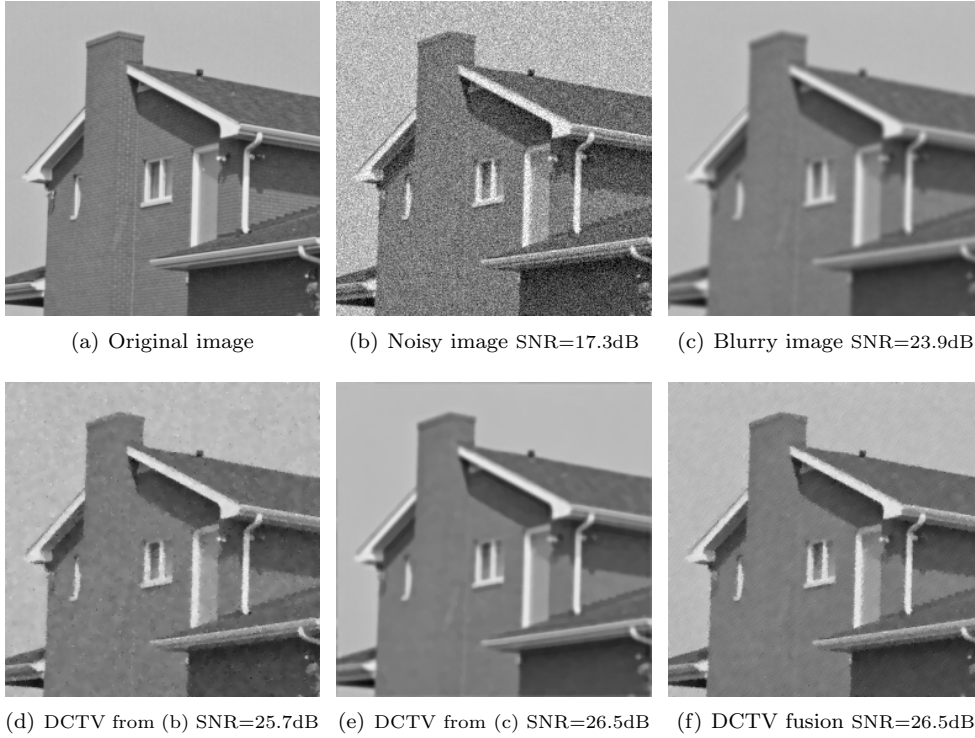 (a) Original image
(b) Noisy image SNR=17.3dB
(c) Blurry image SNR=23.9dB
(d) DCTV from (b) SNR=25.7dB
(e) DCTV from (c) SNR=26.5dB
(f) DCTV fusion SNR=26.5dB